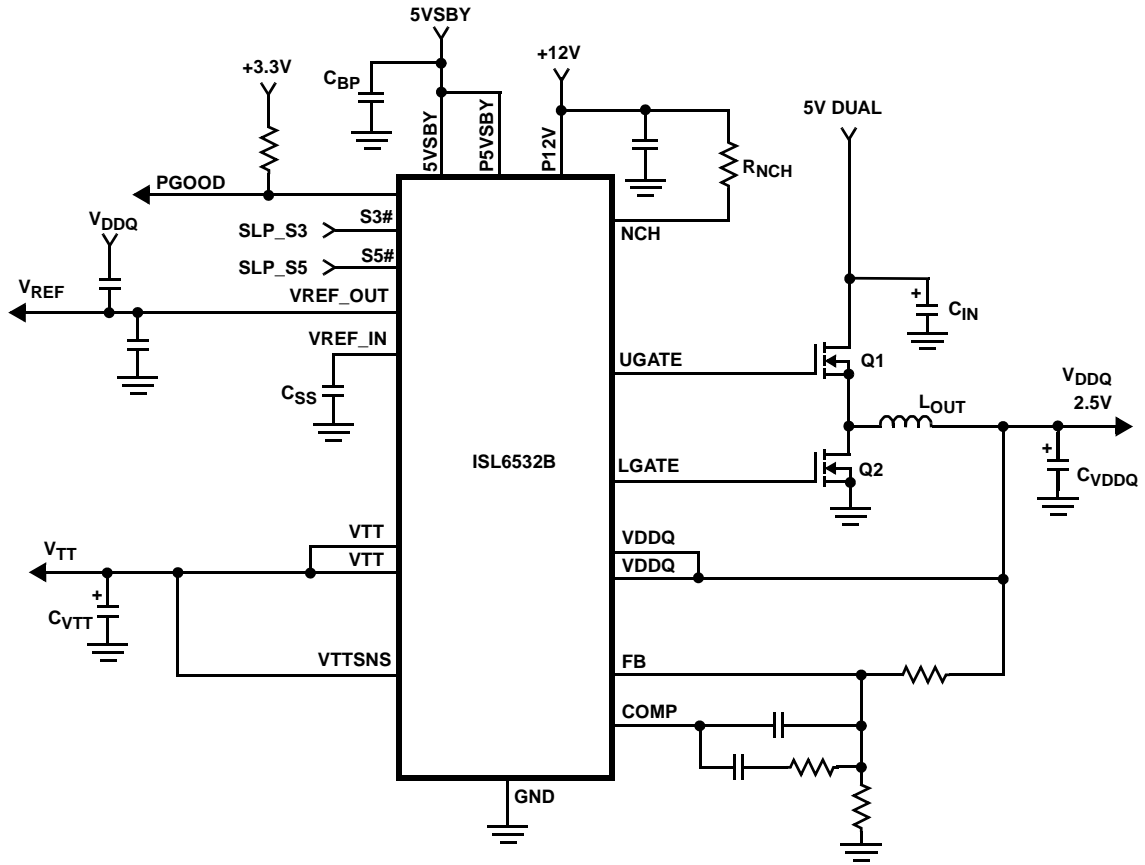 5VSBY
+3.3V
CBP
+12V
5V DUAL
5VSBY
P5VSBY
P12V
RNCH
PGOOD
NCH
S3#
SLP_S3
VDDQ
S5#
SLP_S5
VREF
VREF_OUT
+
CIN
VREF_IN
UGATE
Q1
CSS
VDDQ
2.5V
LOUT
ISL6532B
LGATE
Q2
+
CVDDQ
VTT
VTT
VTT
VDDQ
VDDQ
+
CVTT
VTTSNS
FB
COMP
GND